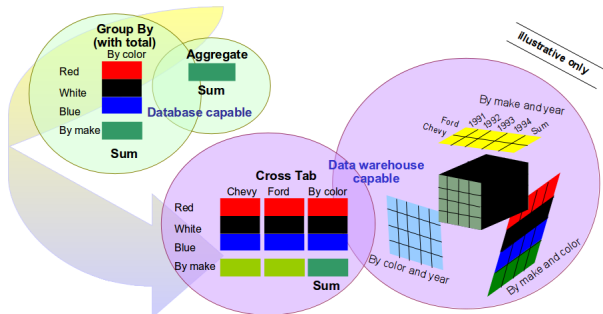 Group By
(with total)
By color
Red
White
Blue
By make
Sum
Aggregate
Sum
Database capable
Illustrative only
By make and year
Ford
Chevy
1991
1992
1993
1994
Sum
Data warehouse
capable
Cross Tab
Chevy Ford By color
Red
White
Blue
By make
Sum
By color and year
By make and color